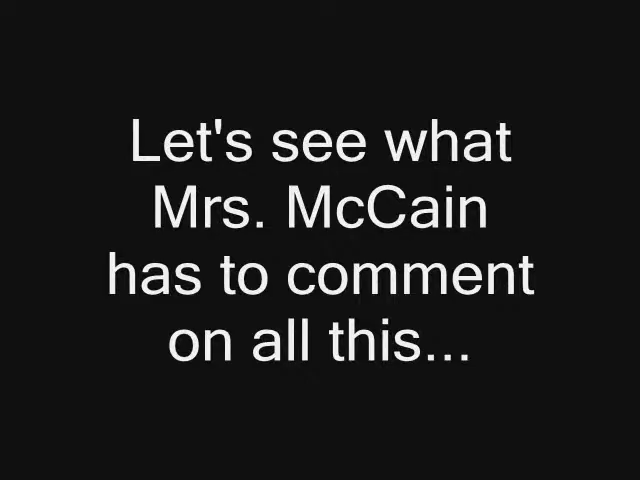 Let's see what
Mrs. McCain
has to comment
on all this...